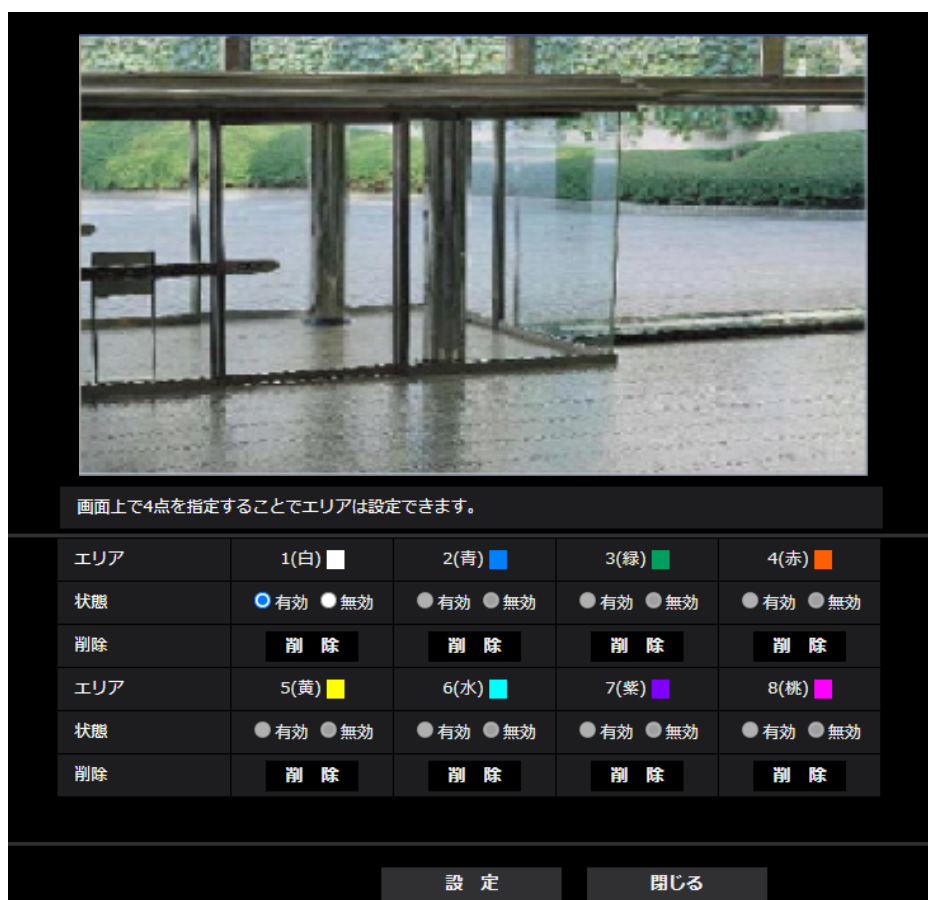 画面上で4点を指定することでエリアは設定できます。
エリア 1(白) 2(青) 3(緑) 4(赤)
状態 有効 無効 有効 無効 有効 無効 有効 無効
削除 削 除 削 除 削 除 削 除
エリア 5(黄) 6(水) 7(紫) 8(桃)
状態 有効 無効 有効 無効 有効 無効 有効 無効
削除 削 除 削 除 削 除 削 除
設 定 閉じる